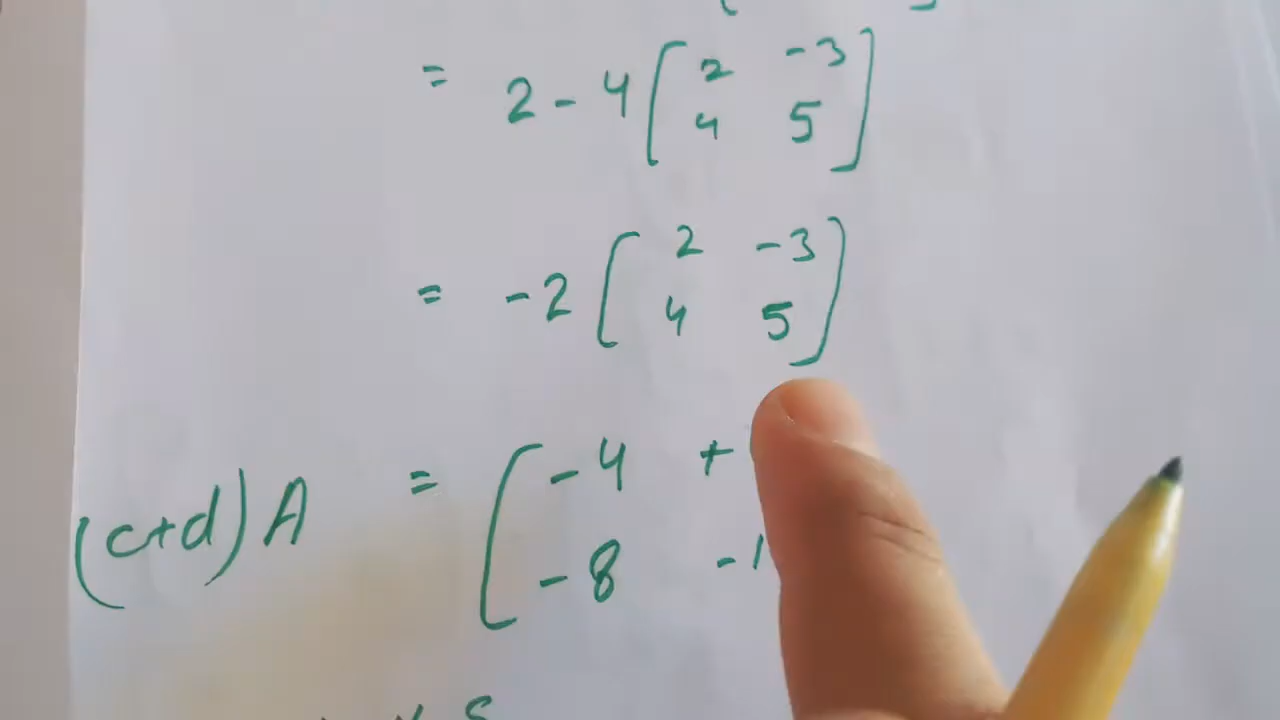 = 2 - 4 [ 2 -3
4 5 ]
= -2 [ 2 -3
4 5 ]
(c+d) A = [ -4 +
-8 -1